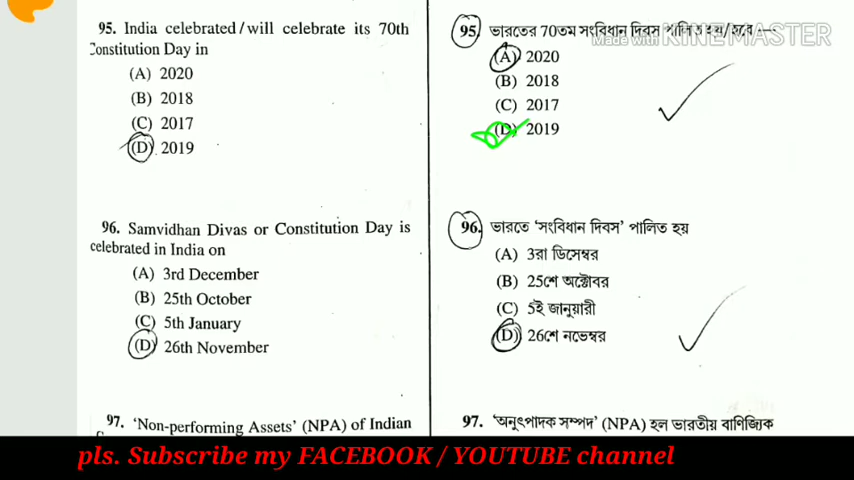 95. India celebrated/will celebrate its 70th
Constitution Day in
(A) 2020
(B) 2018
(C) 2017
(D) 2019
96. Samvidhan Divas or Constitution Day is
celebrated in India on
(A) 3rd December
(B) 25th October
(C) 5th January
(D) 26th November
97. 'Non-performing Assets' (NPA) of Indian
95. ভারতের 70তম সংবিধান দিবস পালিত হয়/হবে —
Made with KINEMASTER
(A) 2020
(B) 2018
(C) 2017
(D) 2019
96. ভারতে 'সংবিধান দিবস' পালিত হয়
(A) 3রা ডিসেম্বর
(B) 25শে অক্টোবর
(C) 5ই জানুয়ারী
(D) 26শে নভেম্বর
97. 'অনুৎপাদক সম্পদ' (NPA) হল ভারতীয় বাণিজ্যিক
pls. Subscribe my FACEBOOK / YOUTUBE channel